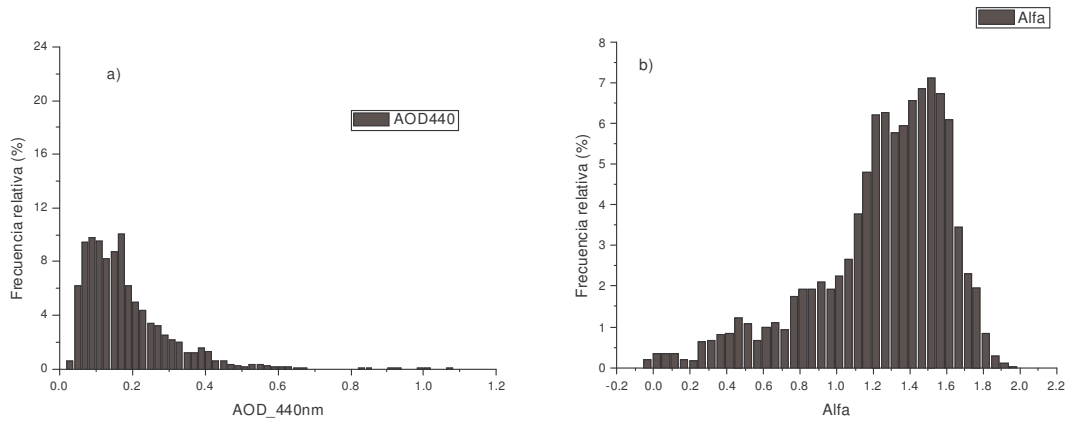 Alfa
a)
AOD440
24
20
16
12
8
4
0
Frecuencia relativa (%)
0.0 0.2 0.4 0.6 0.8 1.0 1.2
AOD_440nm
b)
8
7
6
5
4
3
2
1
0
Frecuencia relativa (%)
-0.2 0.0 0.2 0.4 0.6 0.8 1.0 1.2 1.4 1.6 1.8 2.0 2.2
Alfa